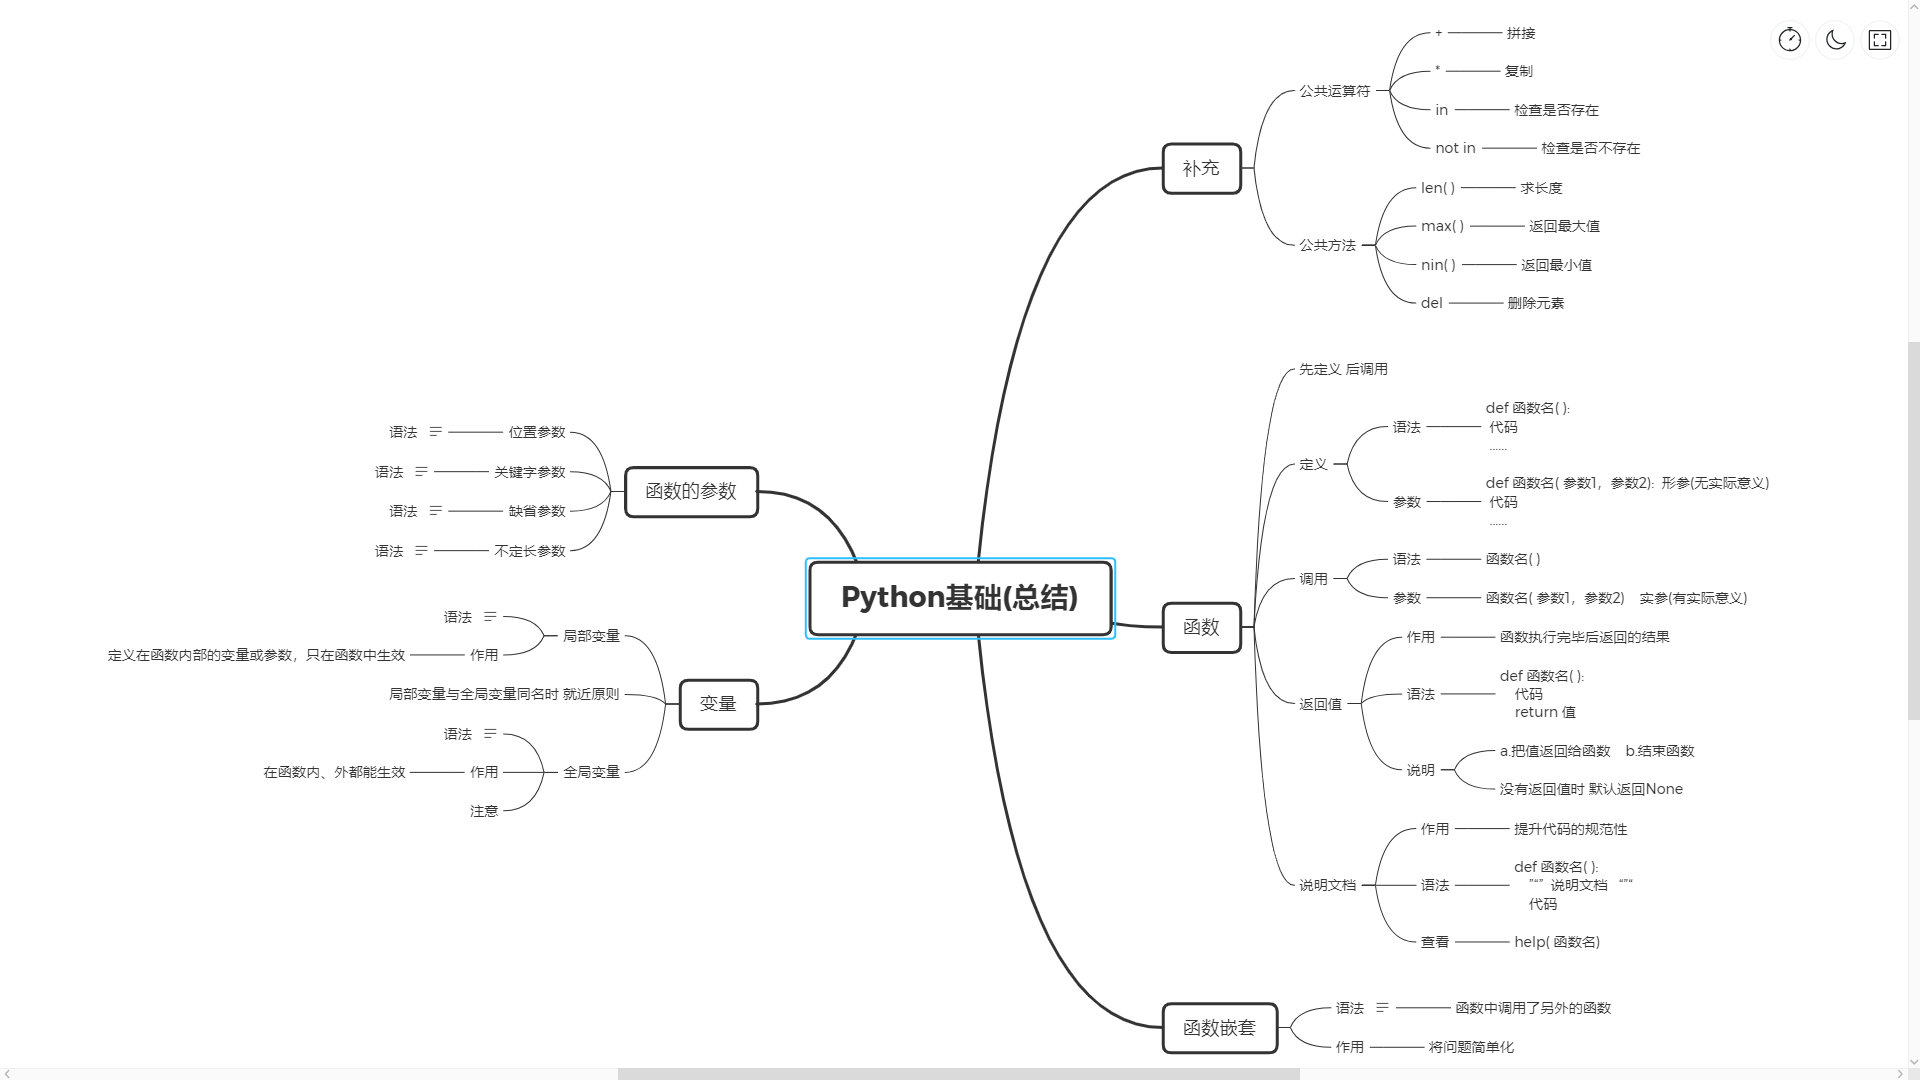 Python基础(总结)
补充
公共运算符
+
拼接
*
复制
in
检查是否存在
not in
检查是否不存在
公共方法
len( )
求长度
max( )
返回最大值
nin( )
返回最小值
del
删除元素
函数
先定义 后调用
定义
语法
def 函数名( ):
代码
......
参数
def 函数名( 参数1，参数2):  形参(无实际意义)
代码
......
调用
语法
函数名( )
参数
函数名( 参数1，参数2)    实参(有实际意义)
返回值
作用
函数执行完毕后返回的结果
语法
def 函数名( ):
代码
return 值
说明
a.把值返回给函数    b.结束函数
没有返回值时 默认返回None
说明文档
作用
提升代码的规范性
语法
def 函数名( ):
”“”  说明文档   “”“
代码
查看
help( 函数名)
函数嵌套
语法
函数中调用了另外的函数
作用
将问题简单化
函数的参数
位置参数
语法
关键字参数
语法
缺省参数
语法
不定长参数
语法
变量
局部变量
语法
作用
定义在函数内部的变量或参数，只在函数中生效
局部变量与全局变量同名时 就近原则
全局变量
语法
作用
在函数内、外都能生效
注意